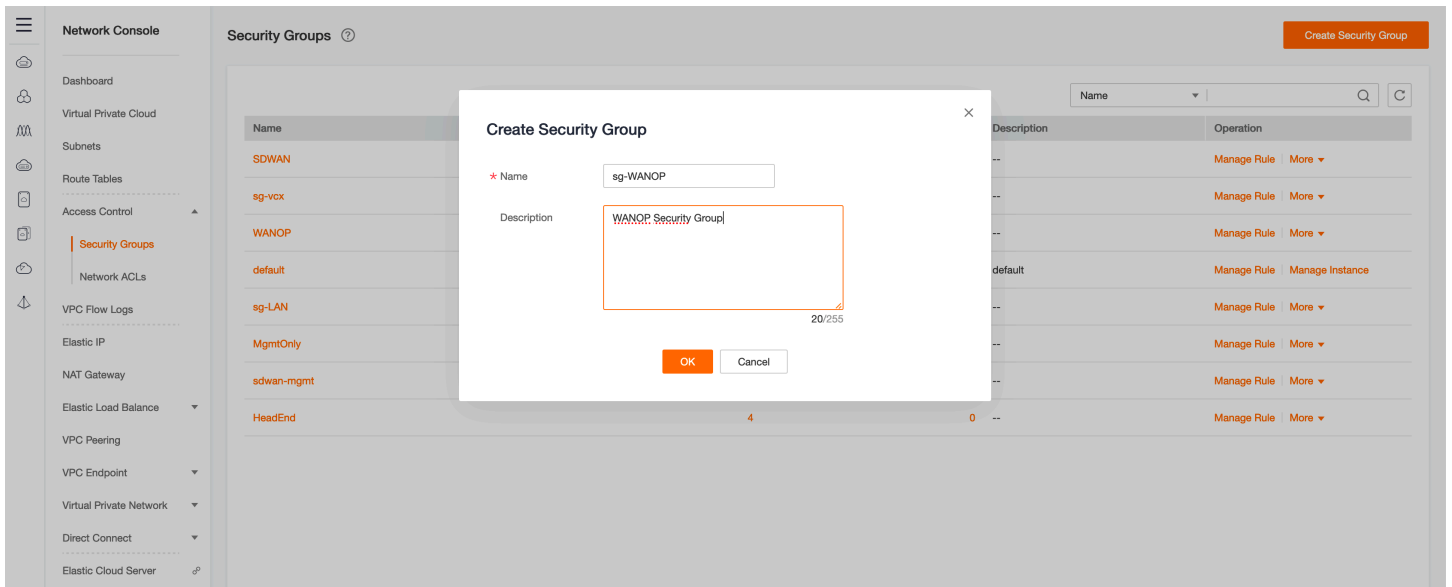 Network Console
Dashboard
Virtual Private Cloud
Subnets
Route Tables
Access Control
Security Groups
Network ACLs
VPC Flow Logs
Elastic IP
NAT Gateway
Elastic Load Balance
VPC Peering
VPC Endpoint
Virtual Private Network
Direct Connect
Elastic Cloud Server
Security Groups ?
Create Security Group
Name
Name Description Operation
SDWAN -- Manage Rule More
sg-vcx -- Manage Rule More
WANOP -- Manage Rule More
default default Manage Rule Manage Instance
sg-LAN -- Manage Rule More
MgmtOnly -- Manage Rule More
sdwan-mgmt -- Manage Rule More
HeadEnd 4 0 -- Manage Rule More
Create Security Group
* Name sg-WANOP
Description WANOP Security Group
20/255
OK Cancel